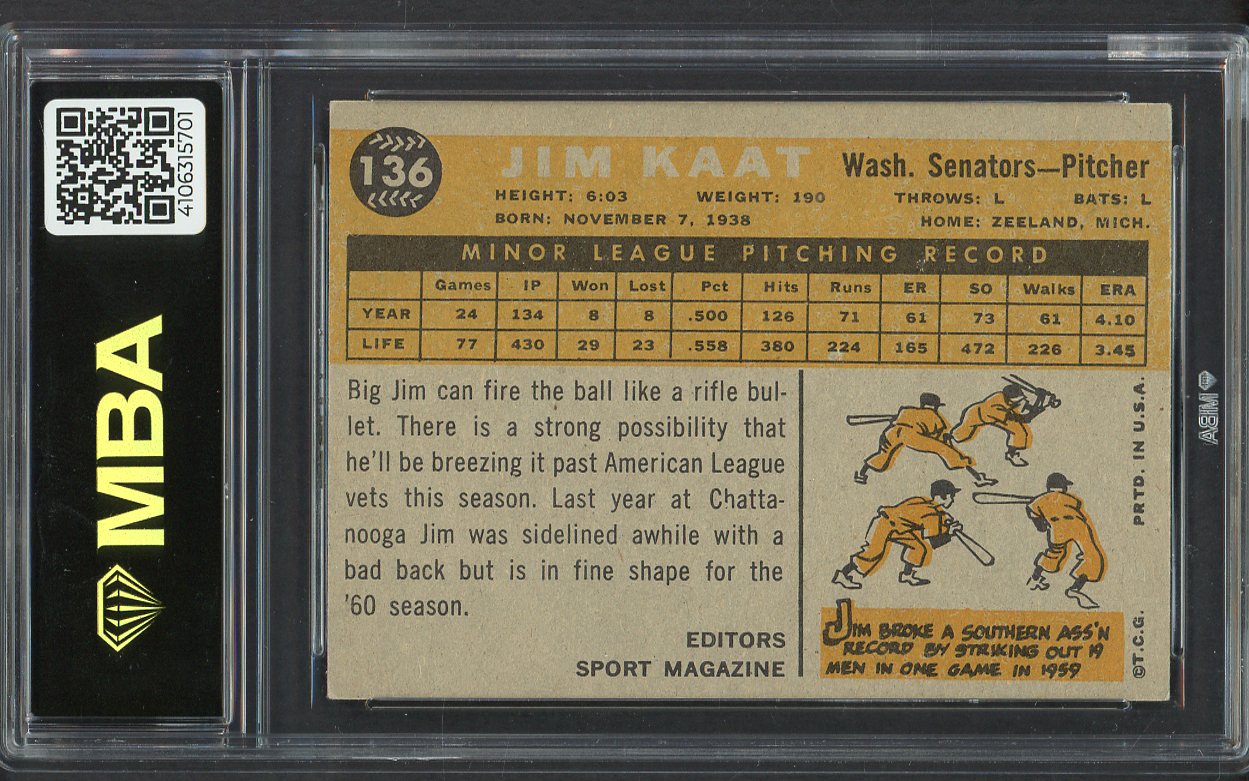 4106315701
MBA
136
JIM KAAT
Wash. Senators—Pitcher
HEIGHT: 6:03 WEIGHT: 190 THROWS: L BATS: L
BORN: NOVEMBER 7, 1938 HOME: ZEELAND, MICH.
MINOR LEAGUE PITCHING RECORD
Games IP Won Lost Pct Hits Runs ER SO Walks ERA
YEAR 24 134 8 8 .500 126 71 61 73 61 4.10
LIFE 77 430 29 23 .558 380 224 165 472 226 3.45
Big Jim can fire the ball like a rifle bul-
let. There is a strong possibility that
he'll be breezing it past American League
vets this season. Last year at Chatta-
nooga Jim was sidelined awhile with a
bad back but is in fine shape for the
'60 season.
EDITORS
SPORT MAGAZINE
JIM BROKE A SOUTHERN ASS'N
RECORD BY STRIKING OUT 19
MEN IN ONE GAME IN 1959
©T.C.G. PRTD. IN U.S.A.
MBA